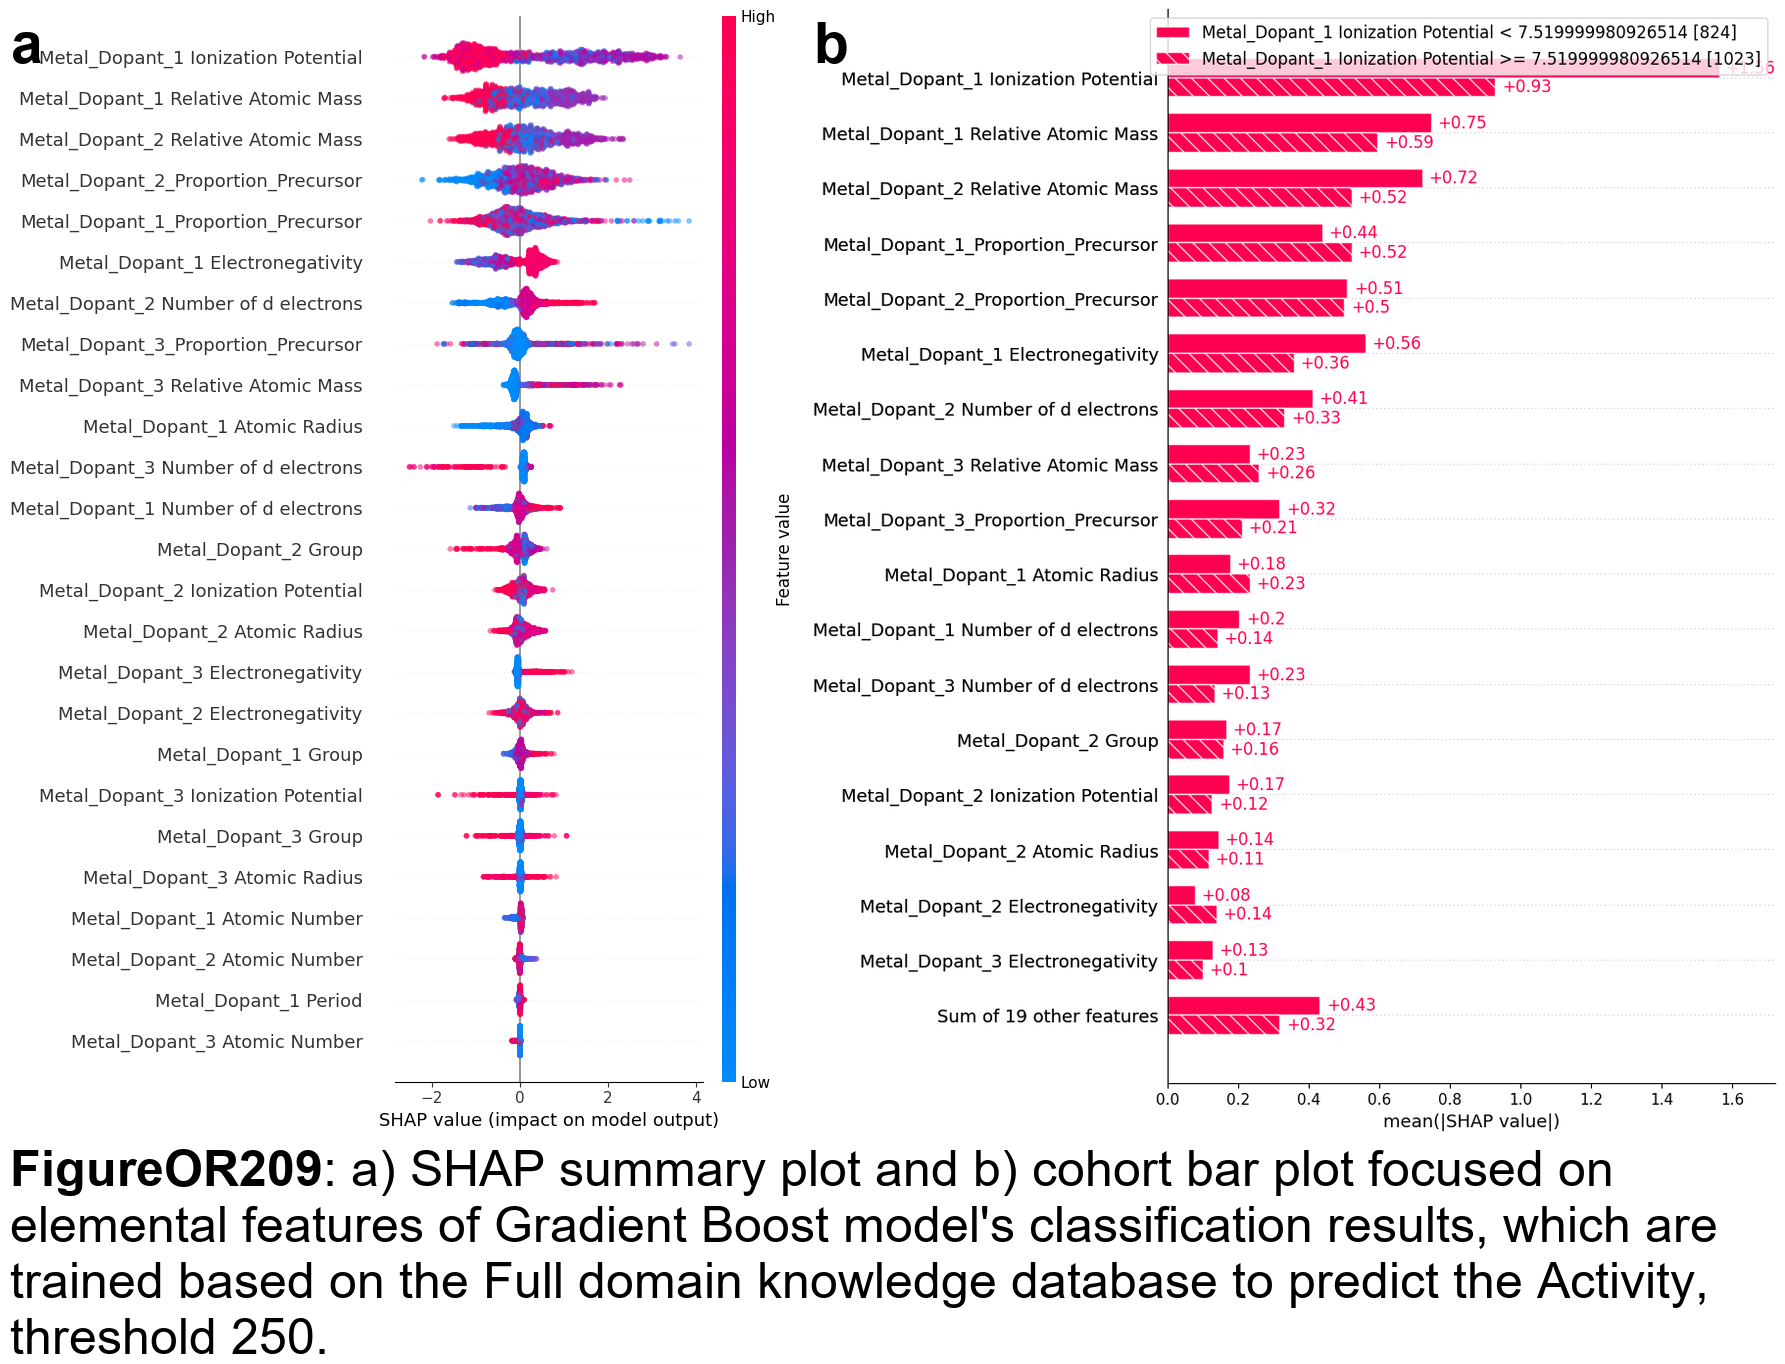 a
Metal_Dopant_1 Ionization Potential
Metal_Dopant_1 Relative Atomic Mass
Metal_Dopant_2 Relative Atomic Mass
Metal_Dopant_2_Proportion_Precursor
Metal_Dopant_1_Proportion_Precursor
Metal_Dopant_1 Electronegativity
Metal_Dopant_2 Number of d electrons
Metal_Dopant_3_Proportion_Precursor
Metal_Dopant_3 Relative Atomic Mass
Metal_Dopant_1 Atomic Radius
Metal_Dopant_3 Number of d electrons
Metal_Dopant_1 Number of d electrons
Metal_Dopant_2 Group
Metal_Dopant_2 Ionization Potential
Metal_Dopant_2 Atomic Radius
Metal_Dopant_3 Electronegativity
Metal_Dopant_2 Electronegativity
Metal_Dopant_1 Group
Metal_Dopant_3 Ionization Potential
Metal_Dopant_3 Group
Metal_Dopant_3 Atomic Radius
Metal_Dopant_1 Atomic Number
Metal_Dopant_2 Atomic Number
Metal_Dopant_1 Period
Metal_Dopant_3 Atomic Number
−2 0 2 4
SHAP value (impact on model output)
High
Feature value
Low
b
Metal_Dopant_1 Ionization Potential < 7.519999980926514 [824]
Metal_Dopant_1 Ionization Potential >= 7.519999980926514 [1023]
Metal_Dopant_1 Ionization Potential
+1.56
+0.93
Metal_Dopant_1 Relative Atomic Mass
+0.75
+0.59
Metal_Dopant_2 Relative Atomic Mass
+0.72
+0.52
Metal_Dopant_1_Proportion_Precursor
+0.44
+0.52
Metal_Dopant_2_Proportion_Precursor
+0.51
+0.5
Metal_Dopant_1 Electronegativity
+0.56
+0.36
Metal_Dopant_2 Number of d electrons
+0.41
+0.33
Metal_Dopant_3 Relative Atomic Mass
+0.23
+0.26
Metal_Dopant_3_Proportion_Precursor
+0.32
+0.21
Metal_Dopant_1 Atomic Radius
+0.18
+0.23
Metal_Dopant_1 Number of d electrons
+0.2
+0.14
Metal_Dopant_3 Number of d electrons
+0.23
+0.13
Metal_Dopant_2 Group
+0.17
+0.16
Metal_Dopant_2 Ionization Potential
+0.17
+0.12
Metal_Dopant_2 Atomic Radius
+0.14
+0.11
Metal_Dopant_2 Electronegativity
+0.08
+0.14
Metal_Dopant_3 Electronegativity
+0.13
+0.1
Sum of 19 other features
+0.43
+0.32
0.0 0.2 0.4 0.6 0.8 1.0 1.2 1.4 1.6
mean(|SHAP value|)
FigureOR209: a) SHAP summary plot and b) cohort bar plot focused on
elemental features of Gradient Boost model's classification results, which are
trained based on the Full domain knowledge database to predict the Activity,
threshold 250.